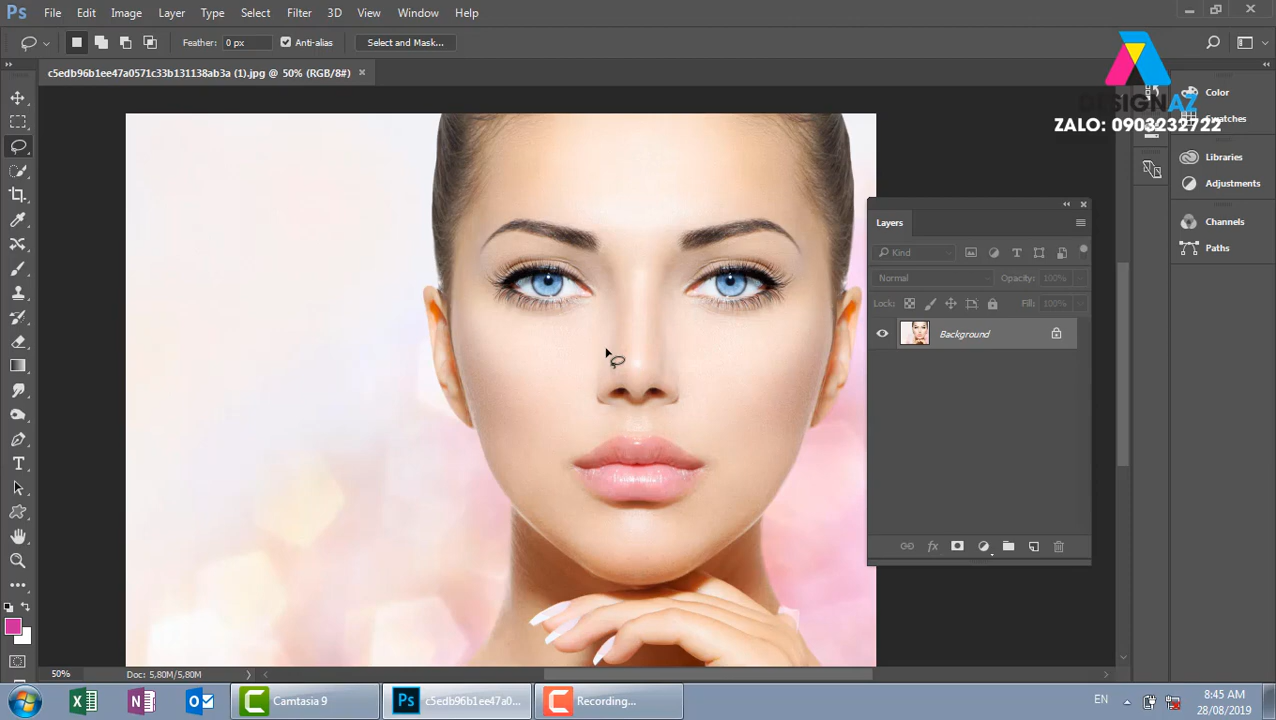 Ps File Edit Image Layer Type Select Filter 3D View Window Help
Feather: 0 px Anti-alias Select and Mask...
c5edb96b1ee47a0571c33b131138ab3a (1).jpg @ 50% (RGB/8#)
DESIGNAZ
ZALO: 0903232722
Color
Swatches
Libraries
Adjustments
Channels
Paths
Layers
Kind
Normal Opacity: 100%
Lock: Fill: 100%
Background
50% Doc: 5,80M/5,80M
Camtasia 9
Ps c5edb96b1ee47a0...
Recording...
EN
8:45 AM
28/08/2019